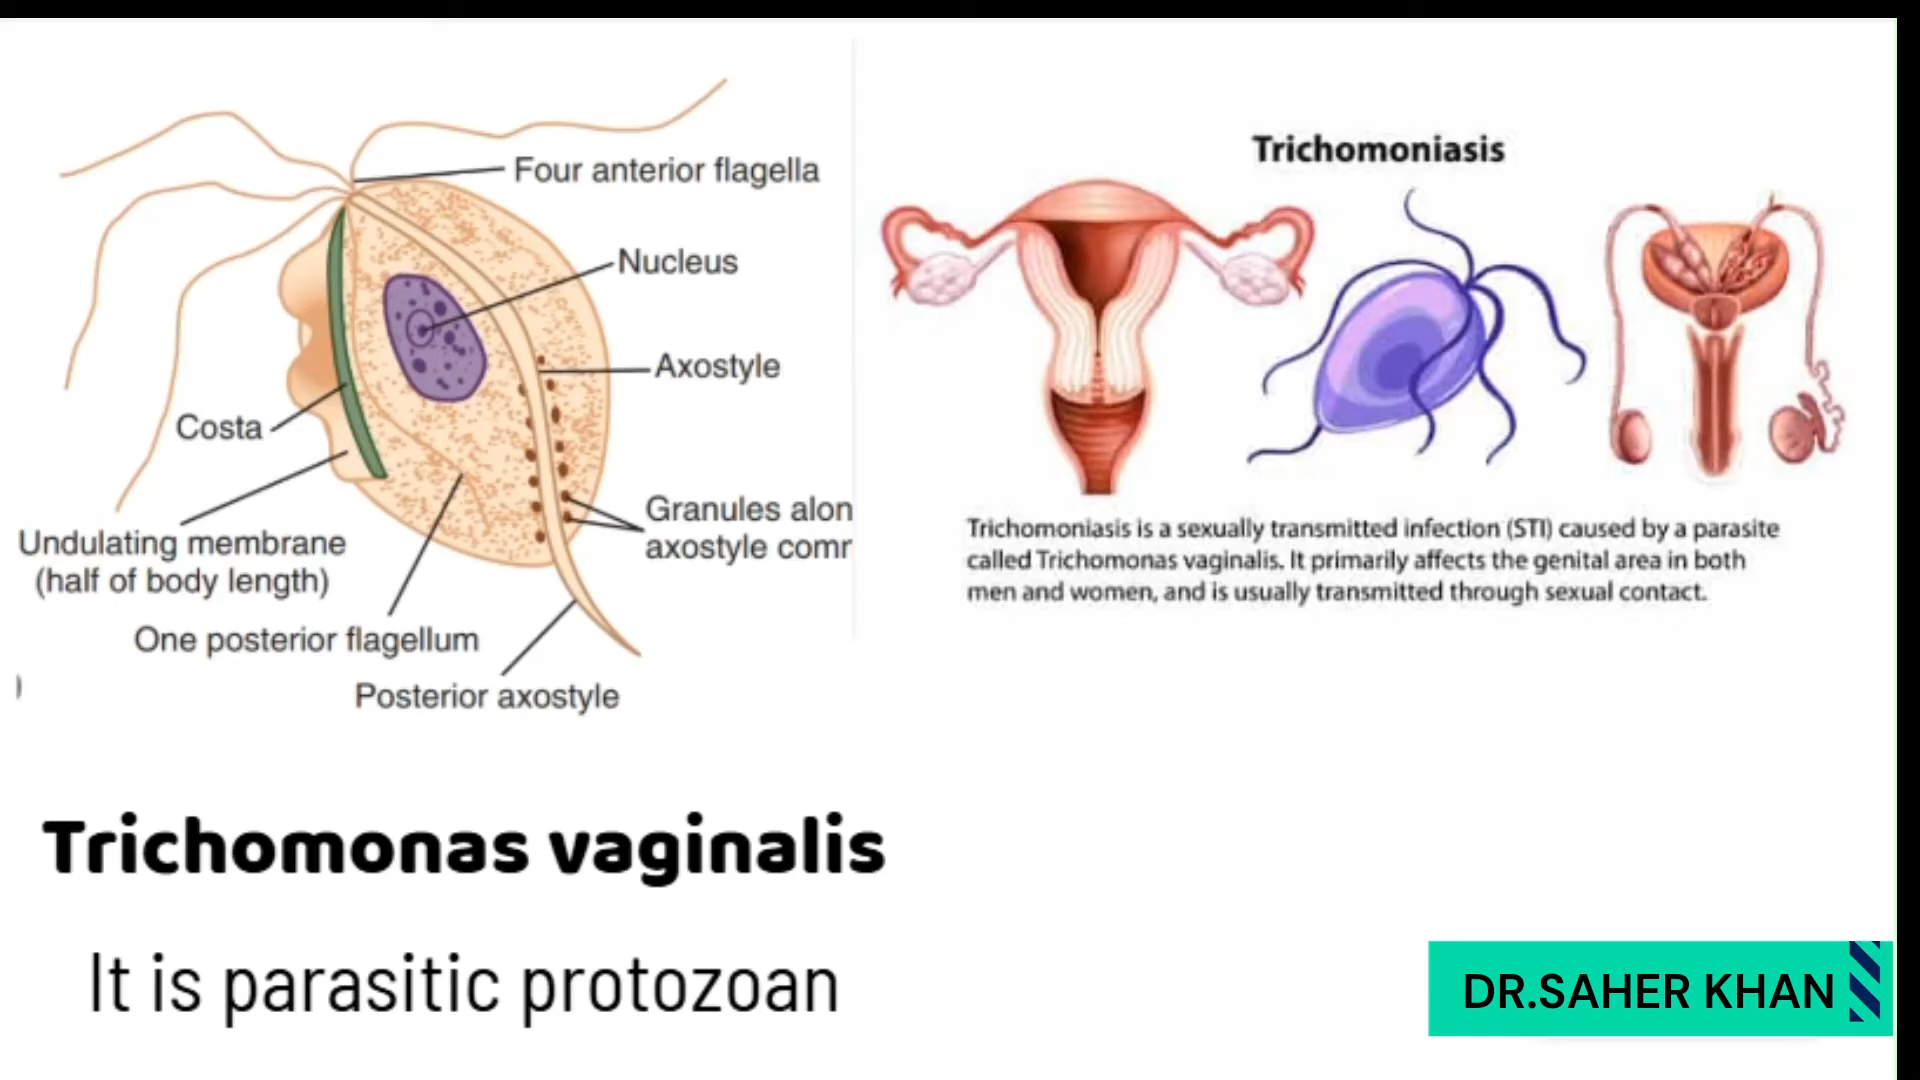 Four anterior flagella
Nucleus
Axostyle
Costa
Granules alon
axostyle comr
Undulating membrane
(half of body length)
One posterior flagellum
Posterior axostyle
)
Trichomoniasis
Trichomoniasis is a sexually transmitted infection (STI) caused by a parasite
called Trichomonas vaginalis. It primarily affects the genital area in both
men and women, and is usually transmitted through sexual contact.
Trichomonas vaginalis
It is parasitic protozoan
DR.SAHER KHAN